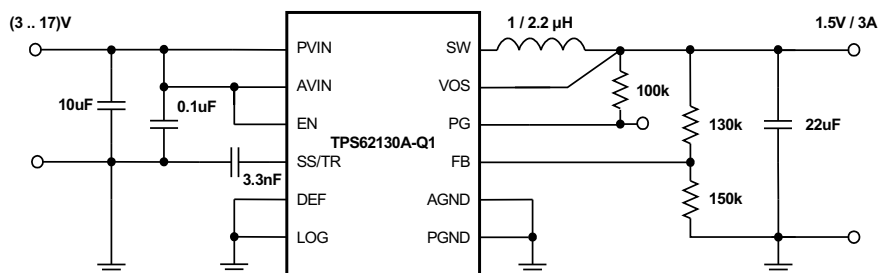 (3 .. 17)V
1 / 2.2 µH
1.5V / 3A
PVIN
SW
AVIN
VOS
10uF
0.1uF
100k
EN
PG
130k
22uF
TPS62130A-Q1
SS/TR
FB
3.3nF
DEF
AGND
150k
LOG
PGND